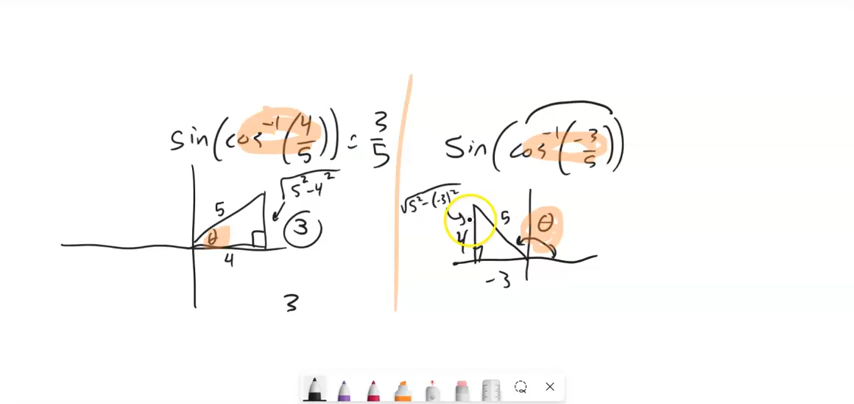 sin(cos⁻¹(4/5)) = 3/5
5
√5²-4²
θ
3
4
3
sin(cos⁻¹(-3/5))
√5²-(-3)²
5
θ
4
-3